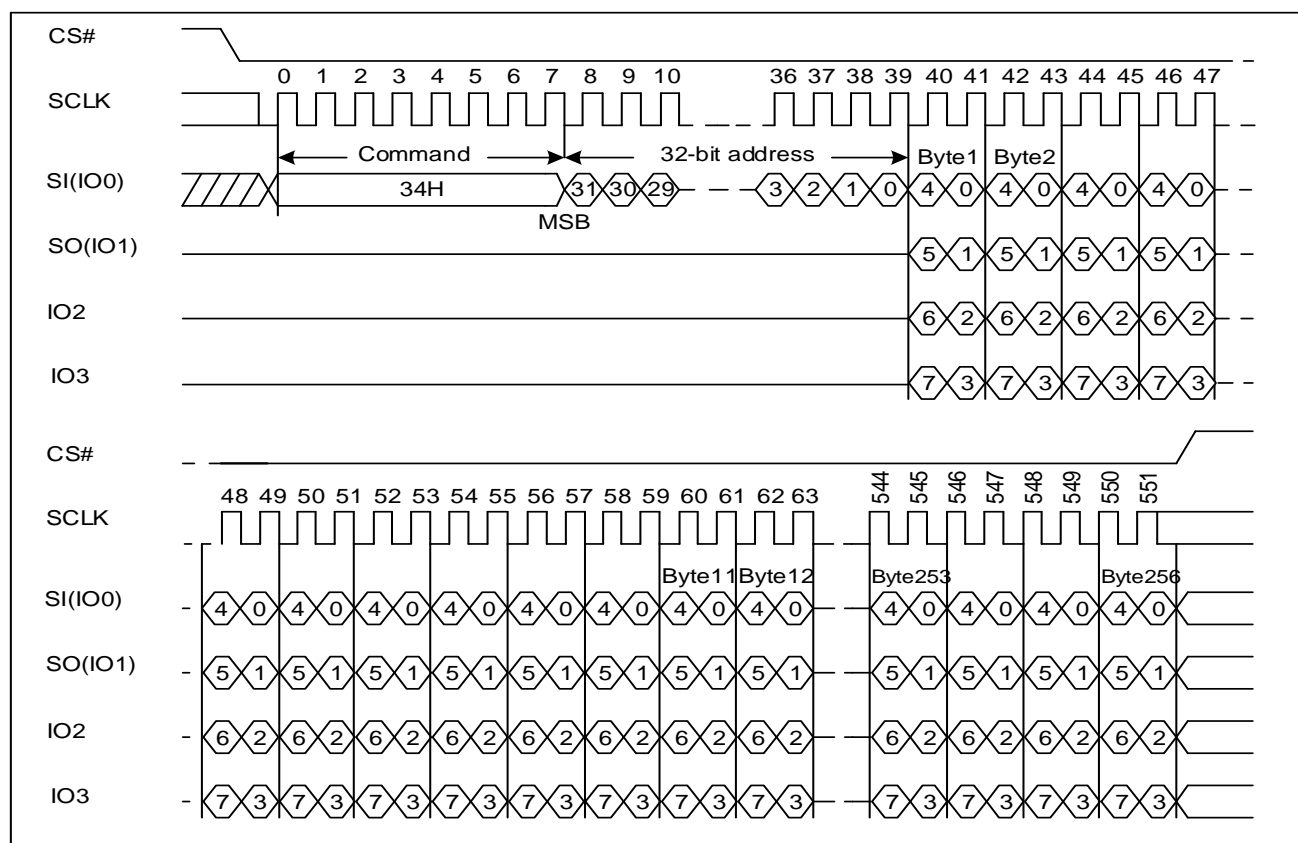 CS#
0 1 2 3 4 5 6 7 8 9 10 36 37 38 39 40 41 42 43 44 45 46 47
SCLK
Command 32-bit address Byte1 Byte2
SI(IO0) 34H 31 30 29 3 2 1 0 4 0 4 0 4 0 4 0
MSB
SO(IO1) 5 1 5 1 5 1 5 1
IO2 6 2 6 2 6 2 6 2
IO3 7 3 7 3 7 3 7 3
CS#
48 49 50 51 52 53 54 55 56 57 58 59 60 61 62 63 544 545 546 547 548 549 550 551
SCLK
Byte11 Byte12 Byte253 Byte256
SI(IO0) 4 0 4 0 4 0 4 0 4 0 4 0 4 0 4 0 4 0 4 0 4 0 4 0
SO(IO1) 5 1 5 1 5 1 5 1 5 1 5 1 5 1 5 1 5 1 5 1 5 1 5 1
IO2 6 2 6 2 6 2 6 2 6 2 6 2 6 2 6 2 6 2 6 2 6 2 6 2
IO3 7 3 7 3 7 3 7 3 7 3 7 3 7 3 7 3 7 3 7 3 7 3 7 3